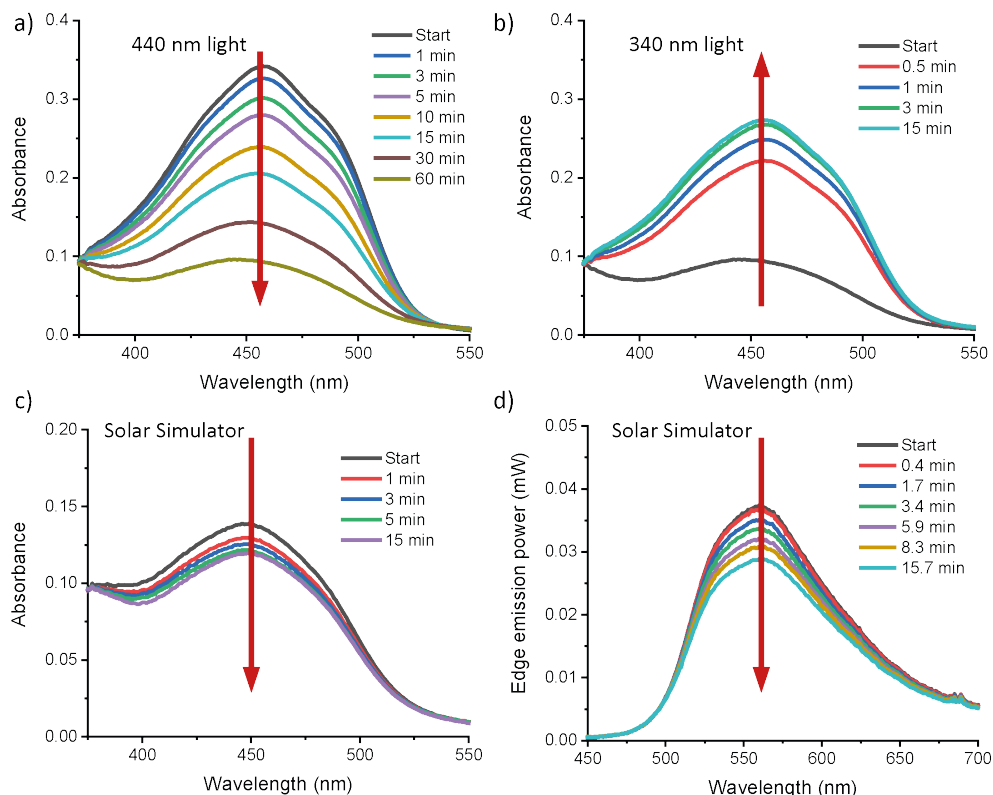 a)
440 nm light
Start
1 min
3 min
5 min
10 min
15 min
30 min
60 min
0.4
0.3
0.2
0.1
0.0
Absorbance
400
450
500
550
Wavelength (nm)
b)
340 nm light
Start
0.5 min
1 min
3 min
15 min
0.4
0.3
0.2
0.1
0.0
Absorbance
400
450
500
550
Wavelength (nm)
c)
Solar Simulator
Start
1 min
3 min
5 min
15 min
0.20
0.15
0.10
0.05
0.00
Absorbance
400
450
500
550
Wavelength (nm)
d)
Solar Simulator
Start
0.4 min
1.7 min
3.4 min
5.9 min
8.3 min
15.7 min
0.05
0.04
0.03
0.02
0.01
0.00
Edge emission power (mW)
450
500
550
600
650
700
Wavelength (nm)